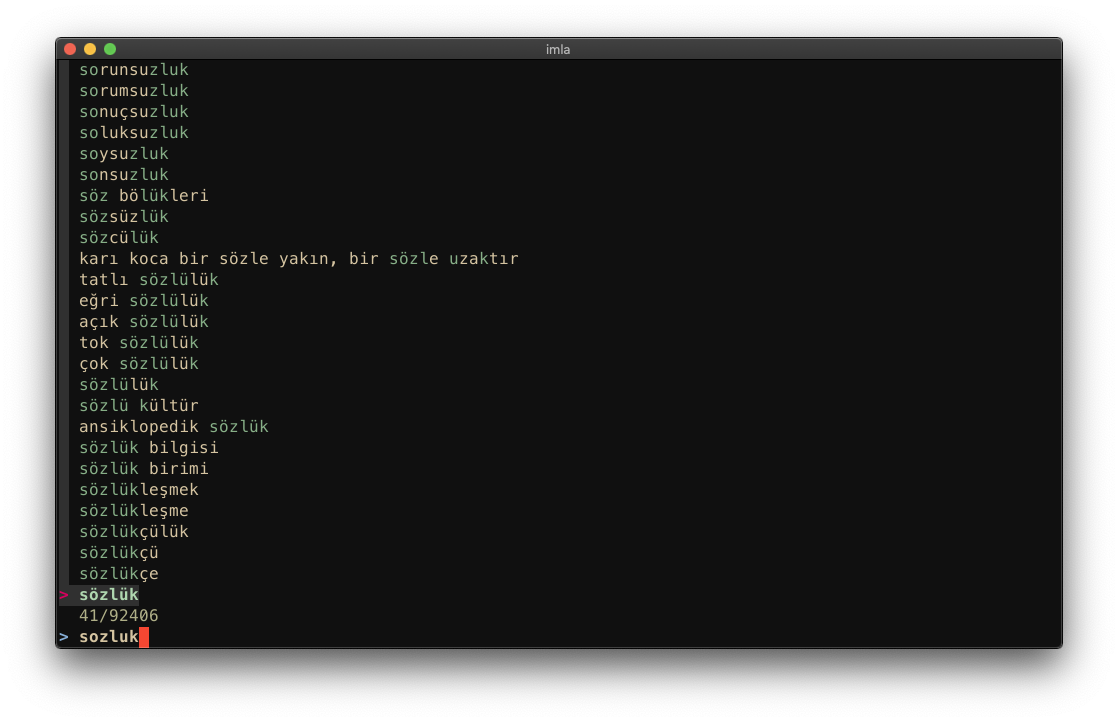 imla
sorunsuzluk
sorumsuzluk
sonuçsuzluk
soluksuzluk
soysuzluk
sonsuzluk
söz bölükleri
sözsüzlük
sözcülük
karı koca bir sözle yakın, bir sözle uzaktır
tatlı sözlülük
eğri sözlülük
açık sözlülük
tok sözlülük
çok sözlülük
sözlülük
sözlü kültür
ansiklopedik sözlük
sözlük bilgisi
sözlük birimi
sözlükleşmek
sözlükleşme
sözlükçülük
sözlükçü
sözlükçe
> sözlük
41/92406
> sozluk